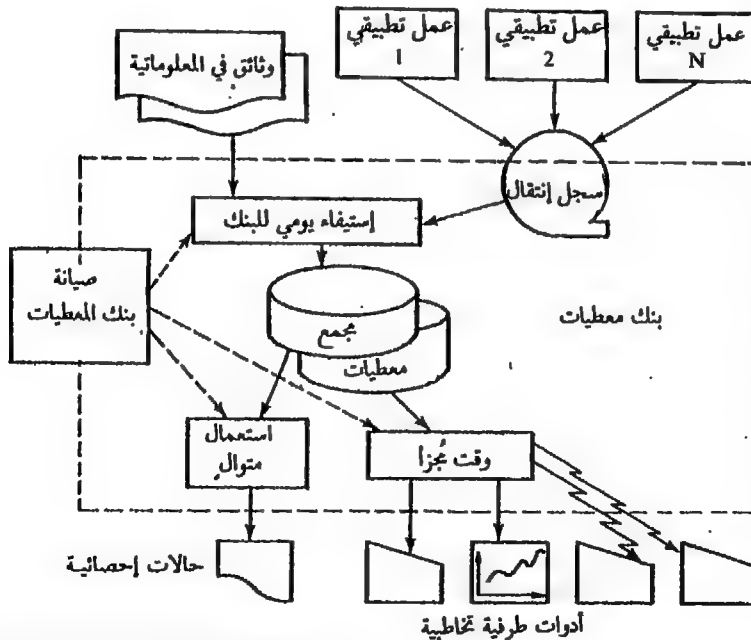 وثائق في المعلوماتية
عمل تطبيقي
1
عمل تطبيقي
2
عمل تطبيقي
N
سجل إنتقال
إستيفاء يومي للبنك
صيانة
بنك المعطيات
مجمع
معطيات
بنك معطيات
استعمال
متوال
وقت مُجزأ
حالات إحصائية
أدوات طرفية تخاطبية